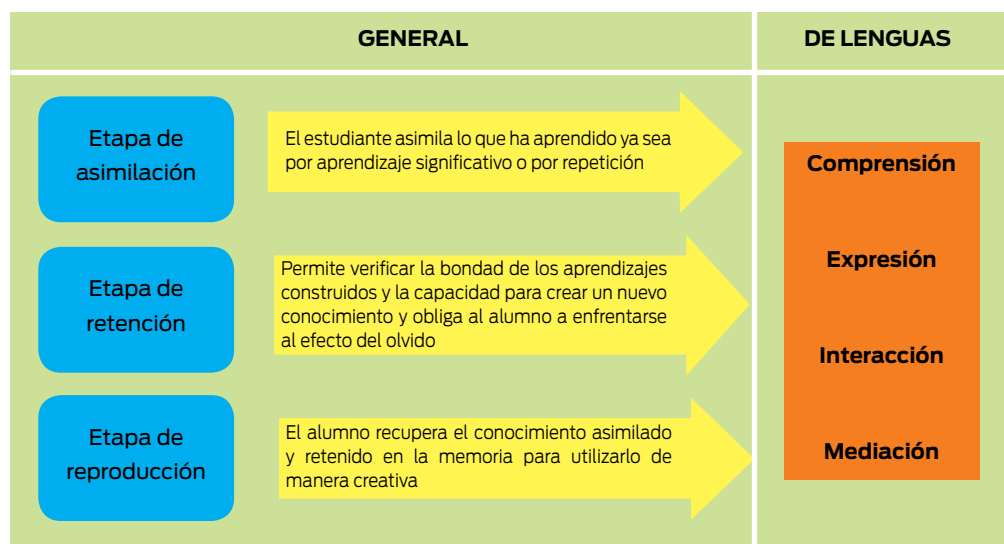 GENERAL
DE LENGUAS
Etapa de
asimilación
El estudiante asimila lo que ha aprendido ya sea
por aprendizaje significativo o por repetición
Etapa de
retención
Permite verificar la bondad de los aprendizajes
construidos y la capacidad para crear un nuevo
conocimiento y obliga al alumno a enfrentarse
al efecto del olvido
Etapa de
reproducción
El alumno recupera el conocimiento asimilado
y retenido en la memoria para utilizarlo de
manera creativa
Comprensión
Expresión
Interacción
Mediación